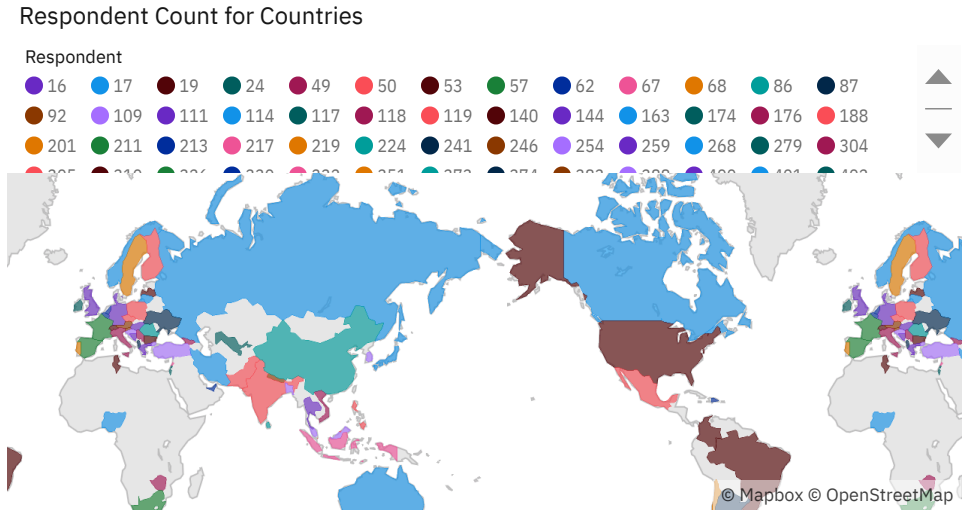 Respondent Count for Countries
Respondent
16 17 19 24 49 50 53 57 62 67 68 86 87
92 109 111 114 117 118 119 140 144 163 174 176 188
201 211 213 217 219 224 241 246 254 259 268 279 304
© Mapbox © OpenStreetMap